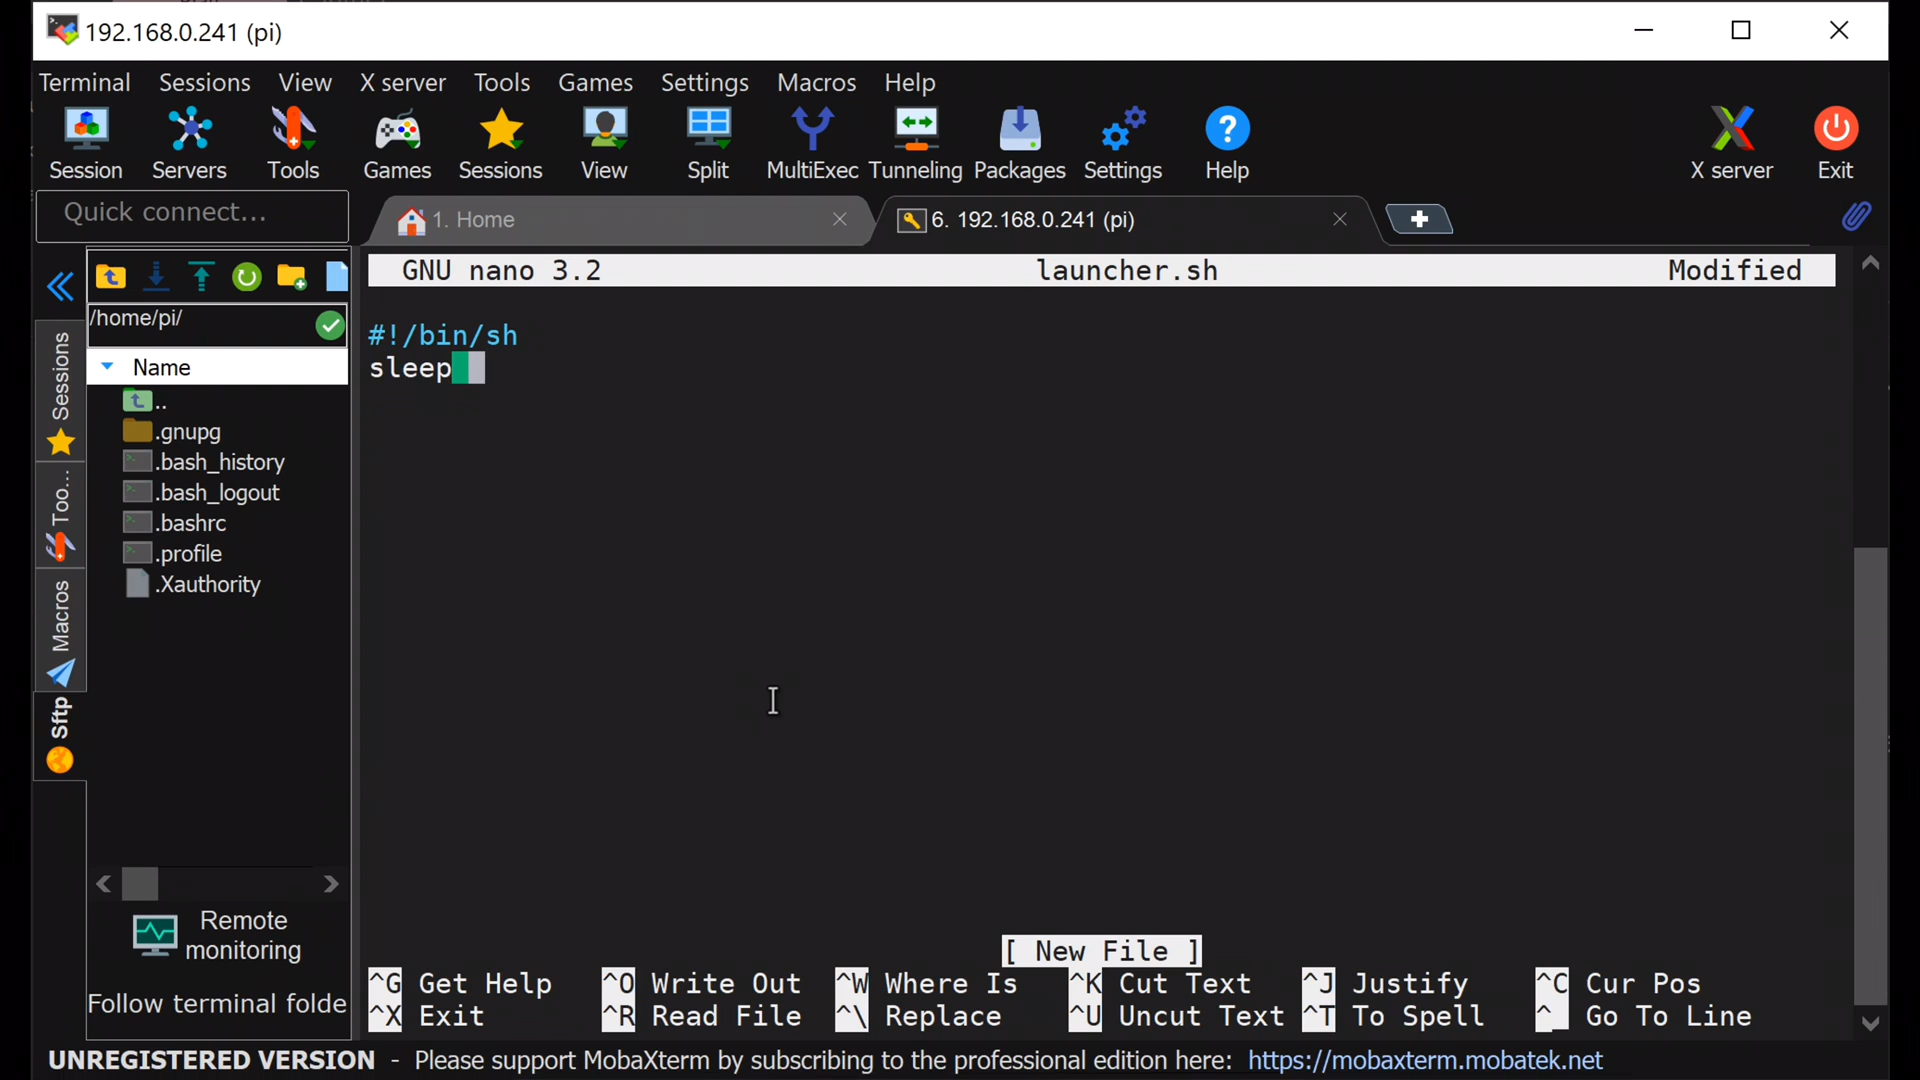 192.168.0.241 (pi)
Terminal Sessions View X server Tools Games Settings Macros Help
Session Servers Tools Games Sessions View Split MultiExec Tunneling Packages Settings Help X server Exit
Quick connect...
1. Home
6. 192.168.0.241 (pi)
/home/pi/
Name
..
.gnupg
.bash_history
.bash_logout
.bashrc
.profile
.Xauthority
Sessions
Too...
Macros
Sftp
Remote
monitoring
Follow terminal folde
GNU nano 3.2 launcher.sh Modified
#!/bin/sh
sleep
[ New File ]
^G Get Help ^O Write Out ^W Where Is ^K Cut Text ^J Justify ^C Cur Pos
^X Exit ^R Read File ^\ Replace ^U Uncut Text ^T To Spell ^_ Go To Line
UNREGISTERED VERSION - Please support MobaXterm by subscribing to the professional edition here: https://mobaxterm.mobatek.net